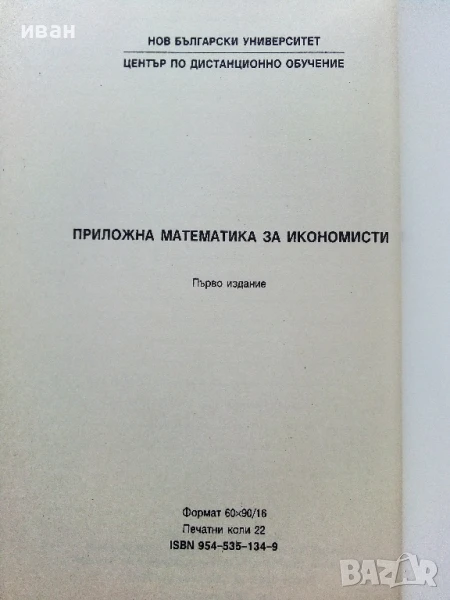 иван
НОВ БЪЛГАРСКИ УНИВЕРСИТЕТ
ЦЕНТЪР ПО ДИСТАНЦИОННО ОБУЧЕНИЕ
ПРИЛОЖНА МАТЕМАТИКА ЗА ИКОНОМИСТИ
Първо издание
Формат 60×90/16
Печатни коли 22
ISBN 954-535-134-9
BAZAR